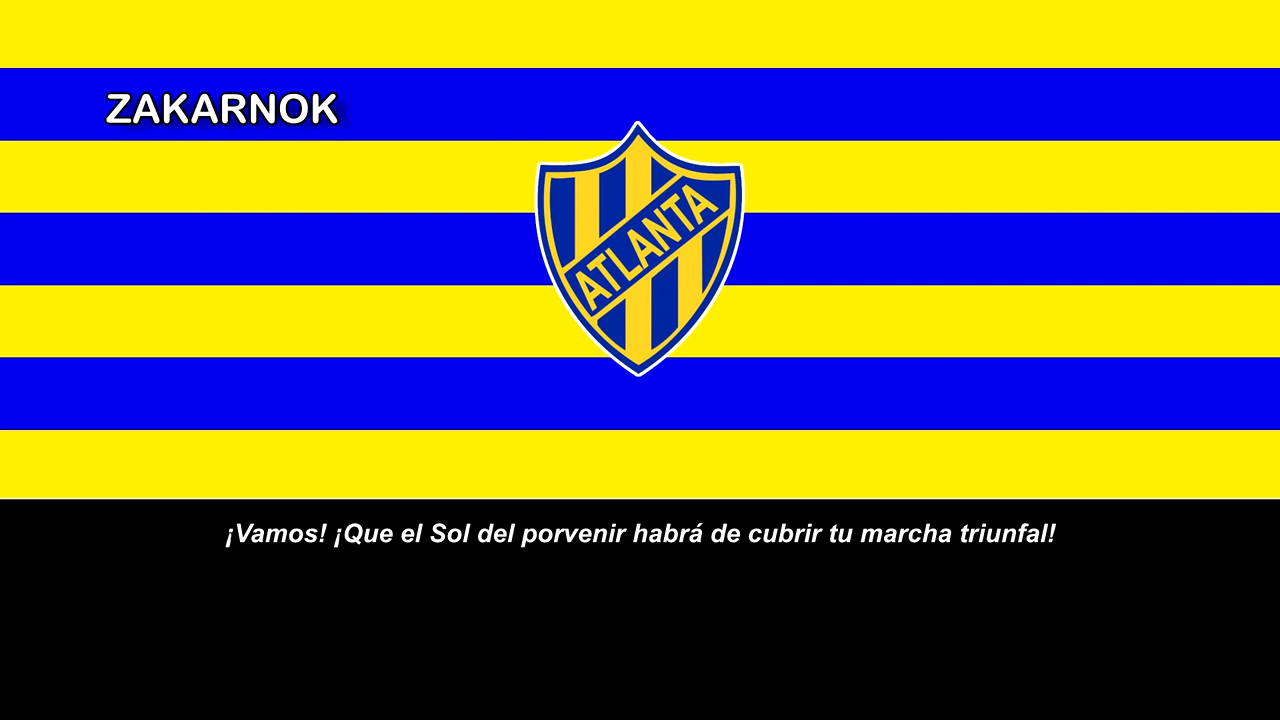 ZAKARNOK
ATLANTA
¡Vamos! ¡Que el Sol del porvenir habrá de cubrir tu marcha triunfal!